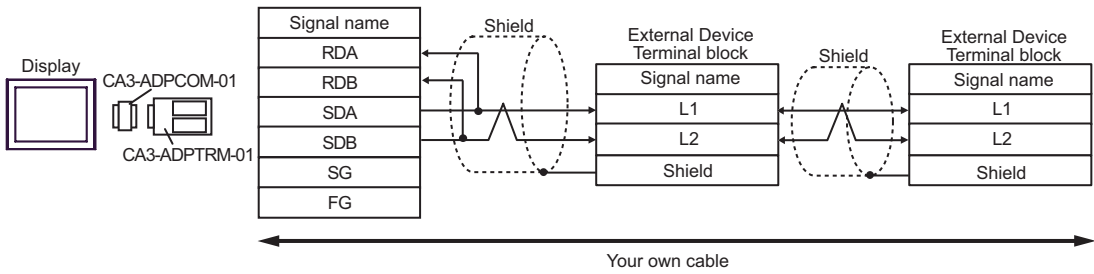 Display
CA3-ADPCOM-01
CA3-ADPTRM-01
Signal name
RDA
RDB
SDA
SDB
SG
FG
Shield
External Device
Terminal block
Signal name
L1
L2
Shield
Shield
External Device
Terminal block
Signal name
L1
L2
Shield
Your own cable